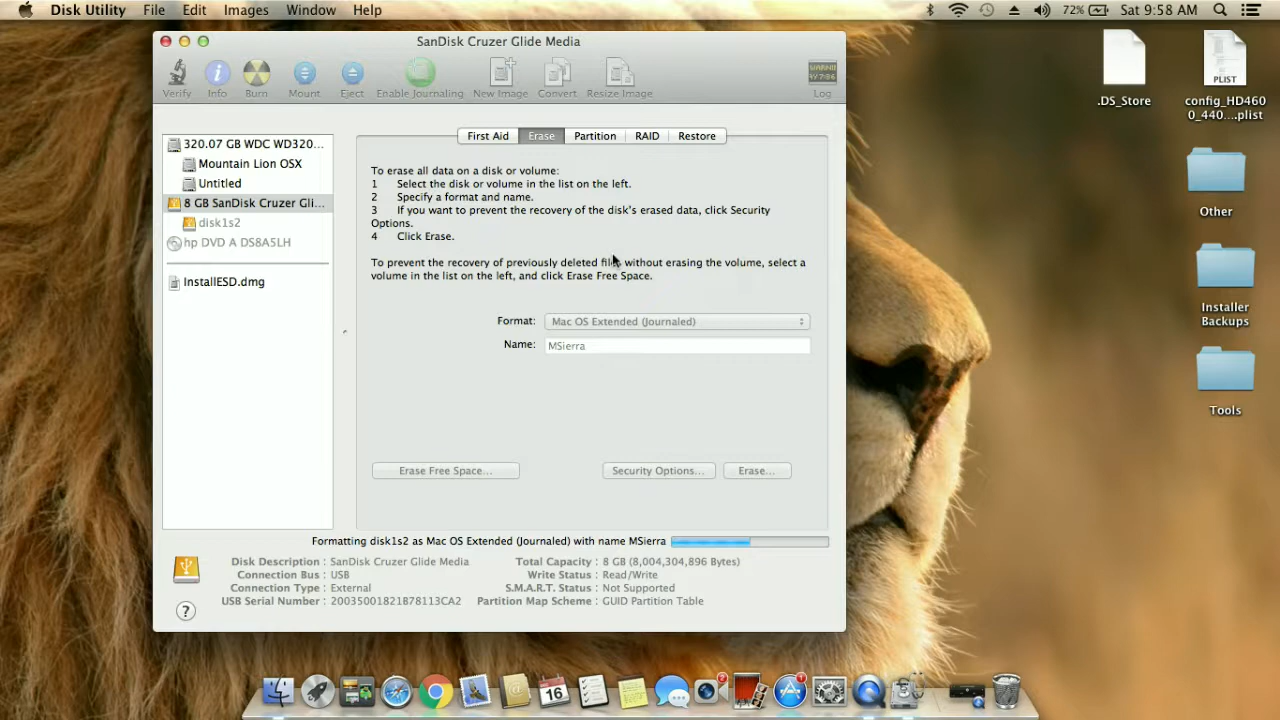 Disk Utility File Edit Images Window Help 72% Sat 9:58 AM
SanDisk Cruzer Glide Media
Verify Info Burn Mount Eject Enable Journaling New Image Convert Resize Image Log
First Aid Erase Partition RAID Restore
320.07 GB WDC WD320...
Mountain Lion OSX
Untitled
8 GB SanDisk Cruzer Gli...
disk1s2
hp DVD A DS8A5LH
InstallESD.dmg
To erase all data on a disk or volume:
1 Select the disk or volume in the list on the left.
2 Specify a format and name.
3 If you want to prevent the recovery of the disk's erased data, click Security
Options.
4 Click Erase.
To prevent the recovery of previously deleted files without erasing the volume, select a
volume in the list on the left, and click Erase Free Space.
Format: Mac OS Extended (Journaled)
Name: MSierra
Erase Free Space... Security Options... Erase...
Formatting disk1s2 as Mac OS Extended (Journaled) with name MSierra
Disk Description : SanDisk Cruzer Glide Media Total Capacity : 8 GB (8,004,304,896 Bytes)
Connection Bus : USB Write Status : Read/Write
Connection Type : External S.M.A.R.T. Status : Not Supported
USB Serial Number : 20035001821B78113CA2 Partition Map Scheme : GUID Partition Table
?
.DS_Store
PLIST
config_HD460
0_440....plist
Other
Installer
Backups
Tools
16